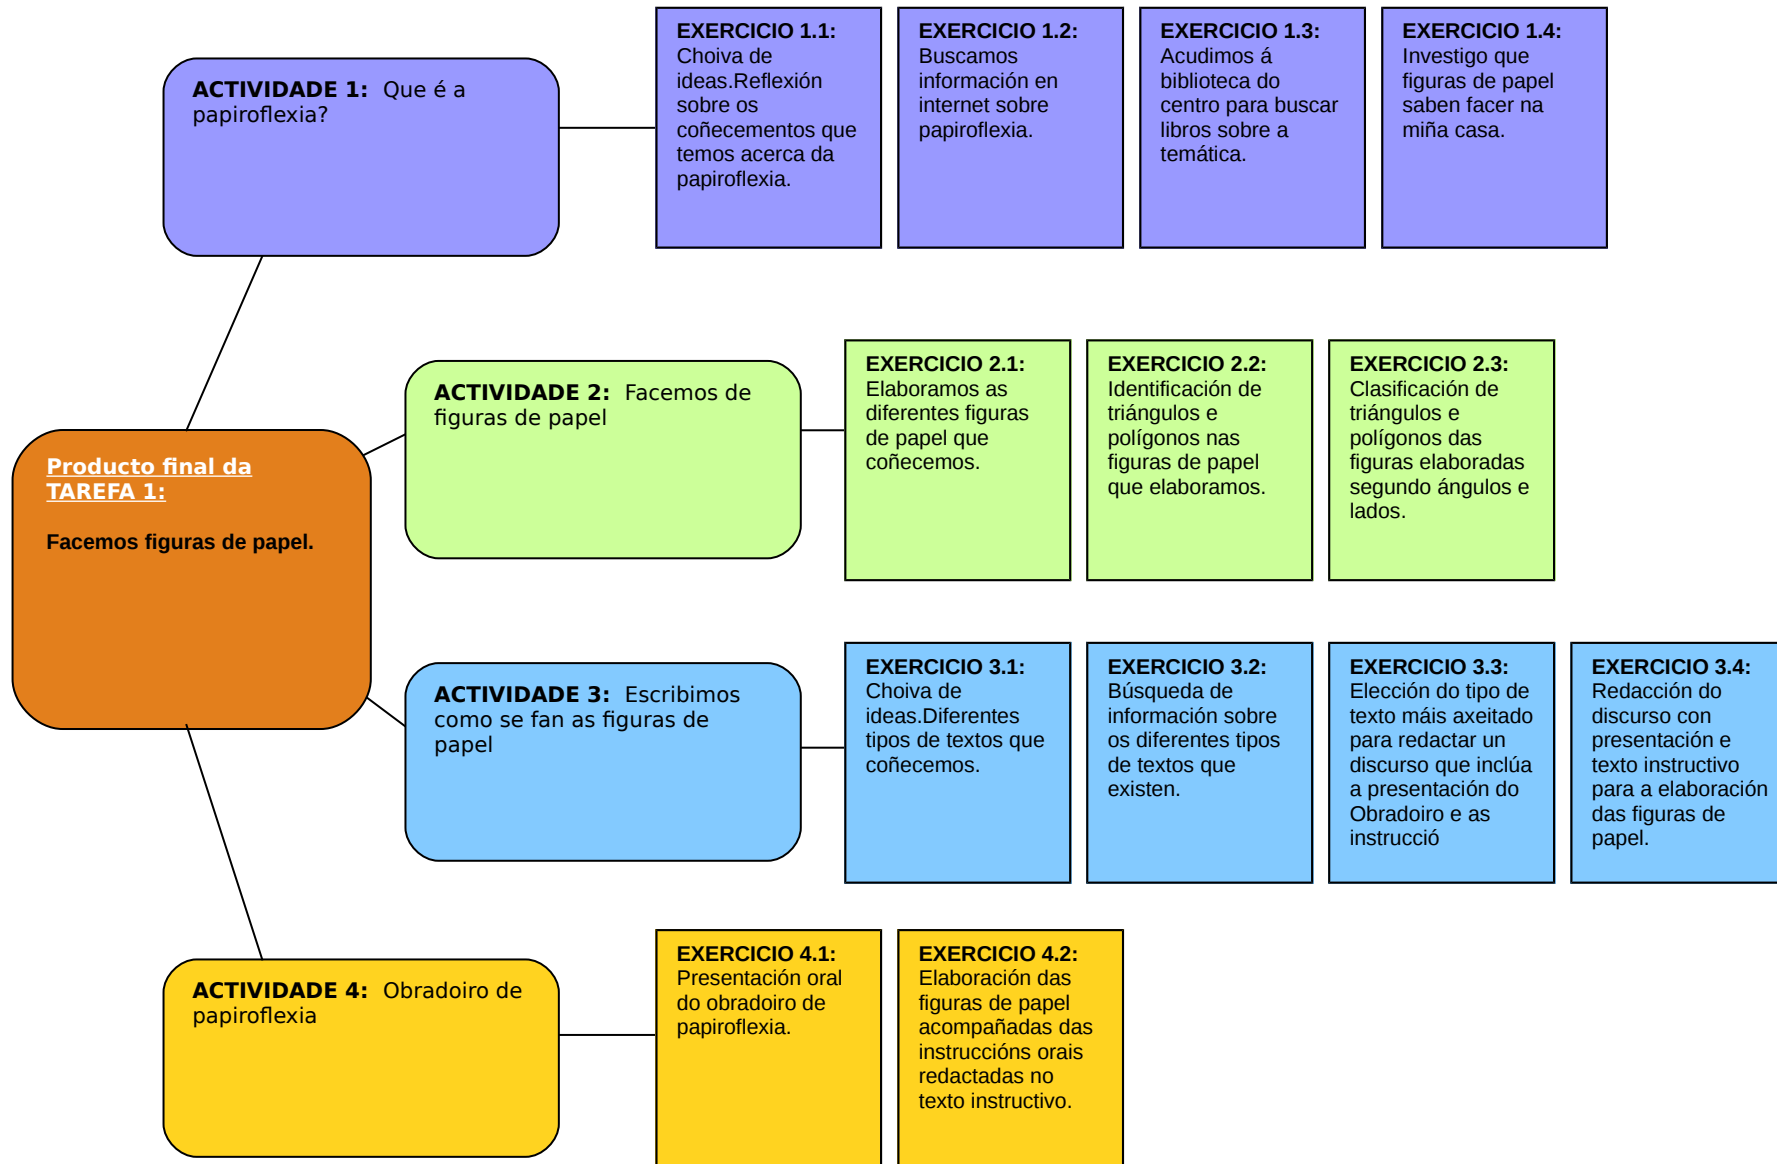 ACTIVIDADE 1: Que é a
papiroflexia?
EXERCICIO 1.1:
Choiva de
ideas.Reflexión
sobre os
coñecementos que
temos acerca da
papiroflexia.
EXERCICIO 1.2:
Buscamos
información en
internet sobre
papiroflexia.
EXERCICIO 1.3:
Acudimos á
biblioteca do
centro para buscar
libros sobre a
temática.
EXERCICIO 1.4:
Investigo que
figuras de papel
saben facer na
miña casa.
Producto final da
TAREFA 1:
Facemos figuras de papel.
ACTIVIDADE 2: Facemos de
figuras de papel
EXERCICIO 2.1:
Elaboramos as
diferentes figuras
de papel que
coñecemos.
EXERCICIO 2.2:
Identificación de
triángulos e
polígonos nas
figuras de papel
que elaboramos.
EXERCICIO 2.3:
Clasificación de
triángulos e
polígonos das
figuras elaboradas
segundo ángulos e
lados.
ACTIVIDADE 3: Escribimos
como se fan as figuras de
papel
EXERCICIO 3.1:
Choiva de
ideas.Diferentes
tipos de textos que
coñecemos.
EXERCICIO 3.2:
Búsqueda de
información sobre
os diferentes tipos
de textos que
existen.
EXERCICIO 3.3:
Elección do tipo de
texto máis axeitado
para redactar un
discurso que inclúa
a presentación do
Obradoiro e as
instrucció
EXERCICIO 3.4:
Redacción do
discurso con
presentación e
texto instructivo
para a elaboración
das figuras de
papel.
ACTIVIDADE 4: Obradoiro de
papiroflexia
EXERCICIO 4.1:
Presentación oral
do obradoiro de
papiroflexia.
EXERCICIO 4.2:
Elaboración das
figuras de papel
acompañadas das
instruccións orais
redactadas no
texto instructivo.